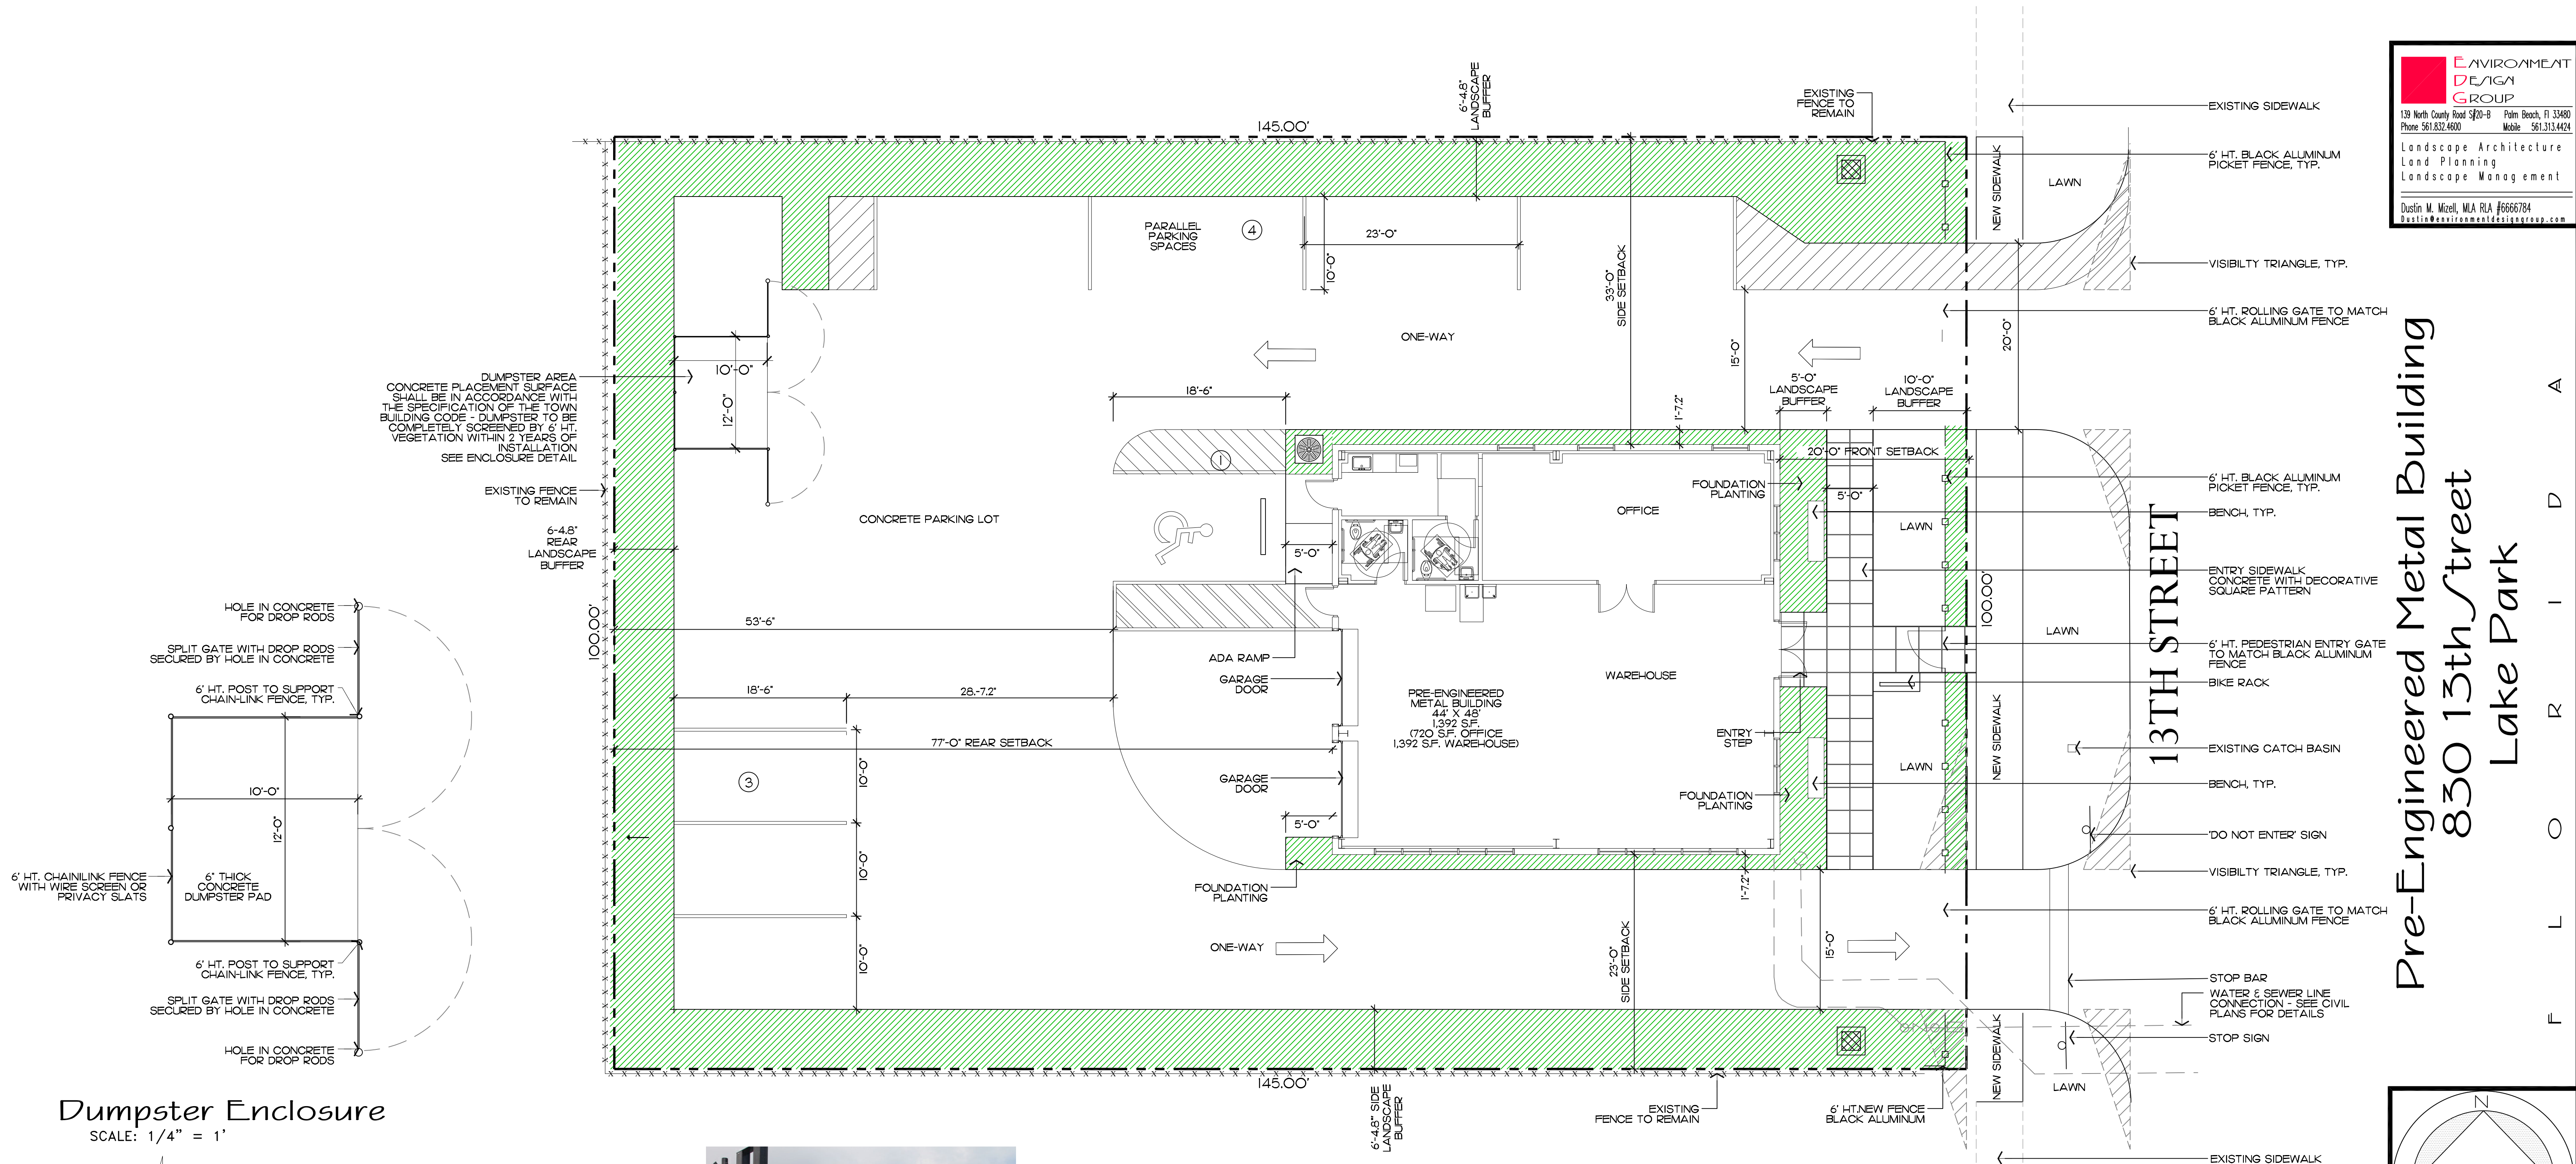 ENVIRONMENT
DESIGN
GROUP
139 North County Road S#20-B Palm Beach, Fl 33480
Phone 561.832.4600 Mobile 561.313.4424
Landscape Architecture
Land Planning
Landscape Management
Dustin M. Mizell, MLA RLA #6666784
Dustin@environmentdesigngroup.com
Pre-Engineered Metal Building
830 13th Street
Lake Park
FLORIDA
13TH STREET
EXISTING SIDEWALK
6' HT. BLACK ALUMINUM
PICKET FENCE, TYP.
VISIBILTY TRIANGLE, TYP.
6' HT. ROLLING GATE TO MATCH
BLACK ALUMINUM FENCE
6' HT. BLACK ALUMINUM
PICKET FENCE, TYP.
BENCH, TYP.
ENTRY SIDEWALK
CONCRETE WITH DECORATIVE
SQUARE PATTERN
6' HT. PEDESTRIAN ENTRY GATE
TO MATCH BLACK ALUMINUM
FENCE
BIKE RACK
EXISTING CATCH BASIN
BENCH, TYP.
'DO NOT ENTER' SIGN
VISIBILTY TRIANGLE, TYP.
6' HT. ROLLING GATE TO MATCH
BLACK ALUMINUM FENCE
STOP BAR
WATER & SEWER LINE
CONNECTION - SEE CIVIL
PLANS FOR DETAILS
STOP SIGN
EXISTING SIDEWALK
N
145.00'
6'-4.8"
LANDSCAPE
BUFFER
EXISTING
FENCE TO
REMAIN
NEW SIDEWALK
LAWN
PARALLEL
PARKING
SPACES
4
23'-0"
10'-0"
33'-0"
SIDE SETBACK
ONE-WAY
15'-0"
20'-0"
5'-0"
LANDSCAPE
BUFFER
10'-0"
LANDSCAPE
BUFFER
1'-7.2"
18'-6"
10'-0"
12'-0"
DUMPSTER AREA
CONCRETE PLACEMENT SURFACE
SHALL BE IN ACCORDANCE WITH
THE SPECIFICATION OF THE TOWN
BUILDING CODE - DUMPSTER TO BE
COMPLETELY SCREENED BY 6' HT.
VEGETATION WITHIN 2 YEARS OF
INSTALLATION
SEE ENCLOSURE DETAIL
EXISTING FENCE
TO REMAIN
6-4.8"
REAR
LANDSCAPE
BUFFER
100.00'
CONCRETE PARKING LOT
1
20'-0" FRONT SETBACK
FOUNDATION
PLANTING
5'-0"
OFFICE
LAWN
5'-0"
100.00'
LAWN
53'-6"
ADA RAMP
GARAGE
DOOR
WAREHOUSE
18'-6"
28.-7.2"
PRE-ENGINEERED
METAL BUILDING
44' X 48'
1,392 S.F.
(720 S.F. OFFICE
1,392 S.F. WAREHOUSE)
ENTRY
STEP
77'-0" REAR SETBACK
NEW SIDEWALK
3
10'-0"
10'-0"
10'-0"
GARAGE
DOOR
FOUNDATION
PLANTING
LAWN
5'-0"
FOUNDATION
PLANTING
1'-7.2"
ONE-WAY
23'-0"
SIDE SETBACK
15'-0"
NEW SIDEWALK
LAWN
145.00'
6'-4.8" SIDE
LANDSCAPE
BUFFER
EXISTING
FENCE TO REMAIN
6' HT.NEW FENCE
BLACK ALUMINUM
HOLE IN CONCRETE
FOR DROP RODS
SPLIT GATE WITH DROP RODS
SECURED BY HOLE IN CONCRETE
6' HT. POST TO SUPPORT
CHAIN-LINK FENCE, TYP.
10'-0"
12'-0"
6' HT. CHAINILINK FENCE
WITH WIRE SCREEN OR
PRIVACY SLATS
6" THICK
CONCRETE
DUMPSTER PAD
6' HT. POST TO SUPPORT
CHAIN-LINK FENCE, TYP.
SPLIT GATE WITH DROP RODS
SECURED BY HOLE IN CONCRETE
HOLE IN CONCRETE
FOR DROP RODS
Dumpster Enclosure
SCALE: 1/4" = 1'